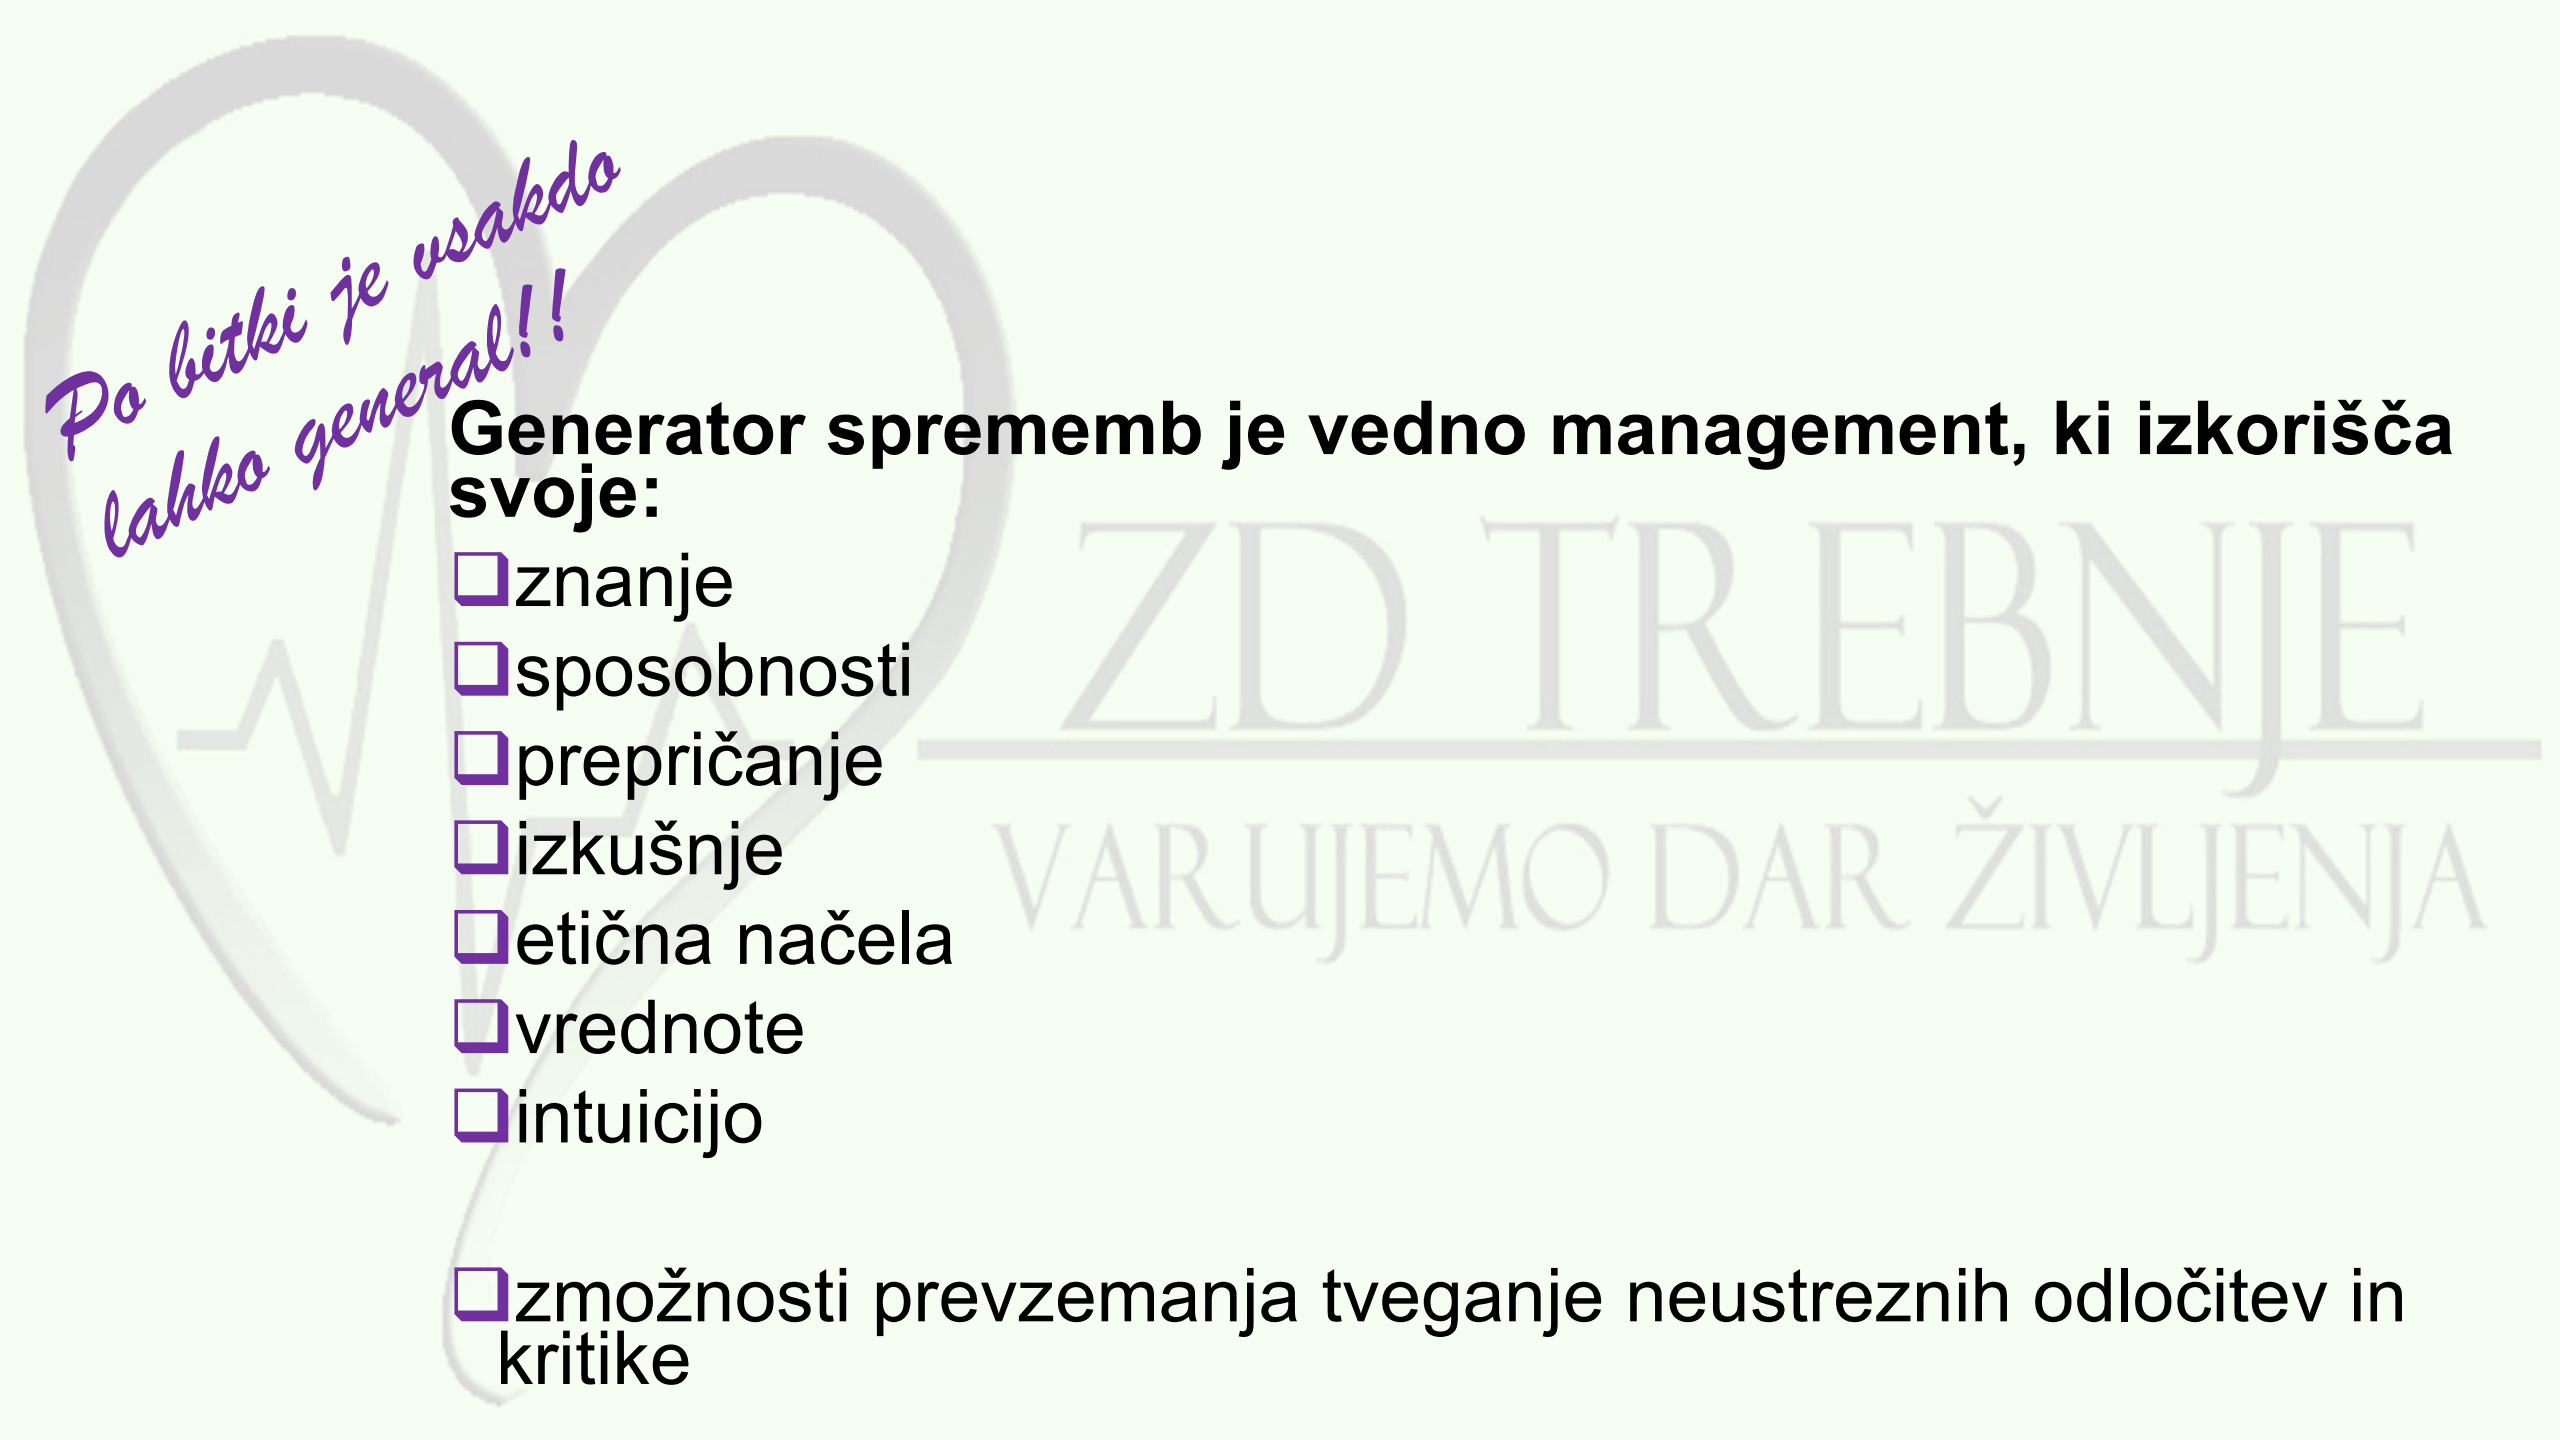 Po bitki je vsakdo
lahko general!!
Generator sprememb je vedno management, ki izkorišča
svoje:
znanje
sposobnosti
prepričanje
izkušnje
etična načela
vrednote
intuicijo
zmožnosti prevzemanja tveganje neustreznih odločitev in
kritike
ZD TREBNJE
VARUJEMO DAR ŽIVLJENJA